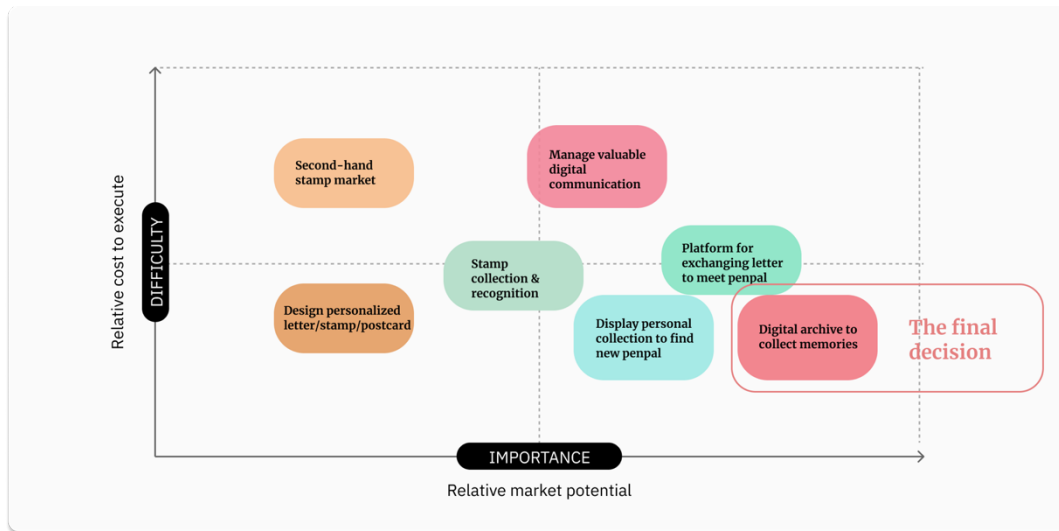 Second-hand
stamp market
Manage valuable
digital
communication
Relative cost to execute
DIFFICULTY
Stamp
collection &
recognition
Platform for
exchanging letter
to meet penpal
Design personalized
letter/stamp/postcard
Display personal
collection to find
new penpal
Digital archive to
collect memories
The final
decision
IMPORTANCE
Relative market potential